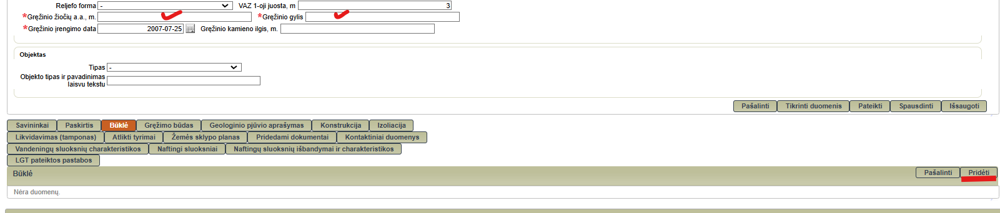 Reljefo forma - VAZ 1-oji juosta, m 3
*Gręžinio žiočių a.a., m. *Gręžinio gylis
*Gręžinio įrengimo data 2007-07-25 Gręžinio kamieno ilgis, m.
Objektas
Tipas -
Objekto tipas ir pavadinimas
laisvu tekstu
Pašalinti Tikrinti duomenis Pateikti Spausdinti Išsaugoti
Savininkai Paskirtis Būklė Gręžimo būdas Geologinio pjūvio aprašymas Konstrukcija Izoliacija
Likvidavimas (tamponas) Atlikti tyrimai Žemės sklypo planas Pridedami dokumentai Kontaktiniai duomenys
Vandeningų sluoksnių charakteristikos Naftingi sluoksniai Naftingų sluoksnių išbandymai ir charakteristikos
LGT pateiktos pastabos
Būklė Pašalinti Pridėti
Nėra duomenų.